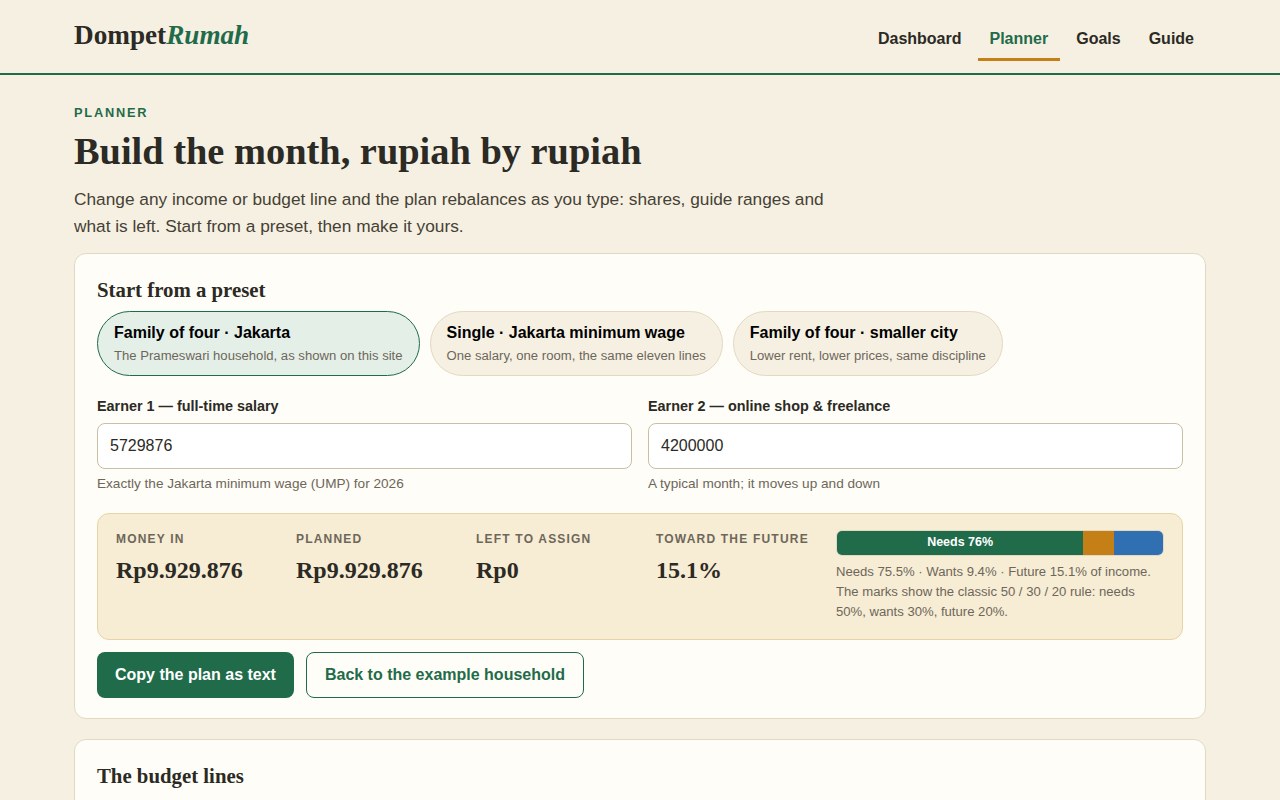 DompetRumah
Dashboard Planner Goals Guide
PLANNER
Build the month, rupiah by rupiah
Change any income or budget line and the plan rebalances as you type: shares, guide ranges and
what is left. Start from a preset, then make it yours.
Start from a preset
Family of four · Jakarta
The Prameswari household, as shown on this site
Single · Jakarta minimum wage
One salary, one room, the same eleven lines
Family of four · smaller city
Lower rent, lower prices, same discipline
Earner 1 — full-time salary
5729876
Exactly the Jakarta minimum wage (UMP) for 2026
Earner 2 — online shop & freelance
4200000
A typical month; it moves up and down
MONEY IN
Rp9.929.876
PLANNED
Rp9.929.876
LEFT TO ASSIGN
Rp0
TOWARD THE FUTURE
15.1%
Needs 76%
Needs 75.5% · Wants 9.4% · Future 15.1% of income.
The marks show the classic 50 / 30 / 20 rule: needs
50%, wants 30%, future 20%.
Copy the plan as text
Back to the example household
The budget lines